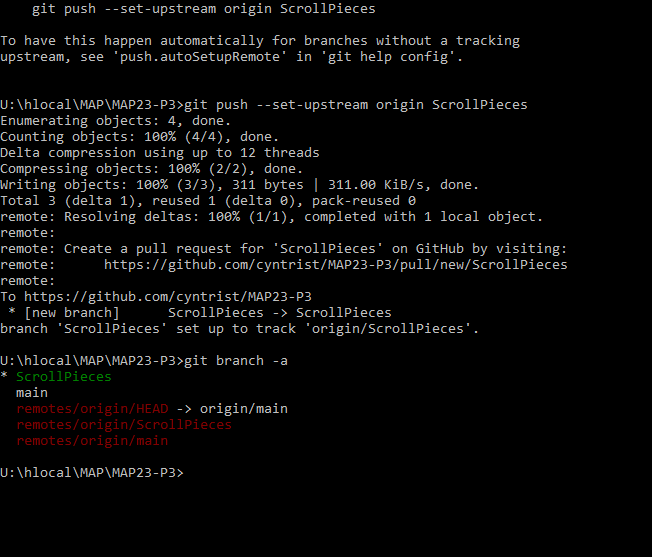 git push --set-upstream origin ScrollPieces
To have this happen automatically for branches without a tracking
upstream, see 'push.autoSetupRemote' in 'git help config'.
U:\hlocal\MAP\MAP23-P3>git push --set-upstream origin ScrollPieces
Enumerating objects: 4, done.
Counting objects: 100% (4/4), done.
Delta compression using up to 12 threads
Compressing objects: 100% (2/2), done.
Writing objects: 100% (3/3), 311 bytes | 311.00 KiB/s, done.
Total 3 (delta 1), reused 1 (delta 0), pack-reused 0
remote: Resolving deltas: 100% (1/1), completed with 1 local object.
remote:
remote: Create a pull request for 'ScrollPieces' on GitHub by visiting:
remote:      https://github.com/cyntrist/MAP23-P3/pull/new/ScrollPieces
remote:
To https://github.com/cyntrist/MAP23-P3
 * [new branch]      ScrollPieces -> ScrollPieces
branch 'ScrollPieces' set up to track 'origin/ScrollPieces'.
U:\hlocal\MAP\MAP23-P3>git branch -a
* ScrollPieces
  main
  remotes/origin/HEAD -> origin/main
  remotes/origin/ScrollPieces
  remotes/origin/main
U:\hlocal\MAP\MAP23-P3>